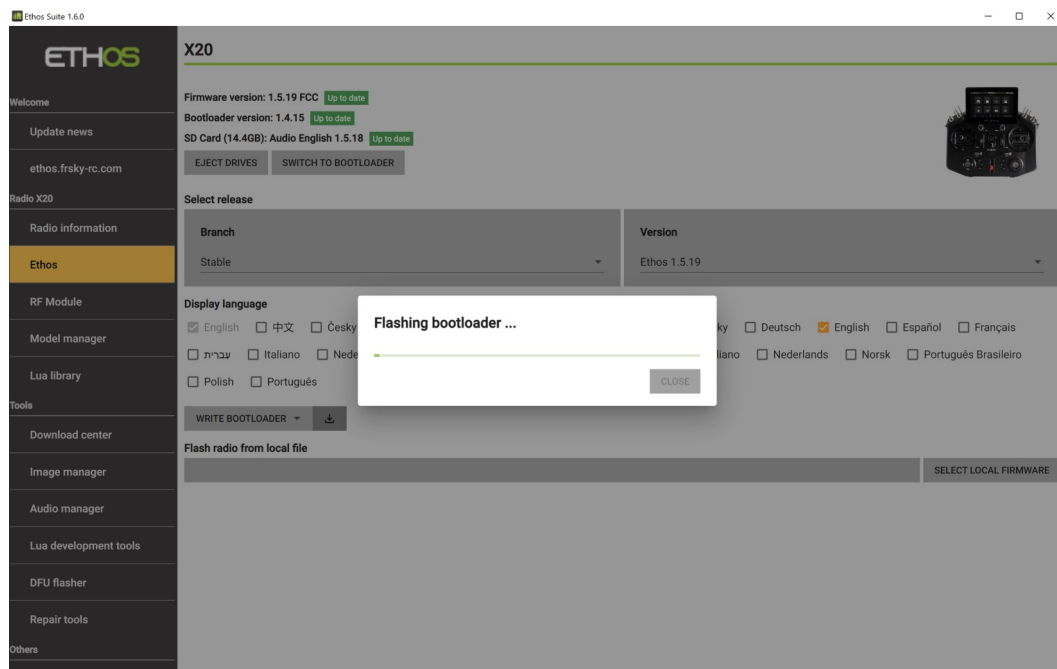 Ethos Suite 1.6.0
ETHOS
Welcome
Update news
ethos.frsky-rc.com
Radio X20
Radio information
Ethos
RF Module
Model manager
Lua library
Tools
Download center
Image manager
Audio manager
Lua development tools
DFU flasher
Repair tools
Others
X20
Firmware version: 1.5.19 FCC Up to date
Bootloader version: 1.4.15 Up to date
SD Card (14.4GB): Audio English 1.5.18 Up to date
EJECT DRIVES SWITCH TO BOOTLOADER
Select release
Branch Version
Stable Ethos 1.5.19
Display language
English 中文 Česky ky Deutsch English Español Français
עברית Italiano Nede liano Nederlands Norsk Português Brasileiro
Polish Português
Flashing bootloader ...
CLOSE
WRITE BOOTLOADER
Flash radio from local file
SELECT LOCAL FIRMWARE